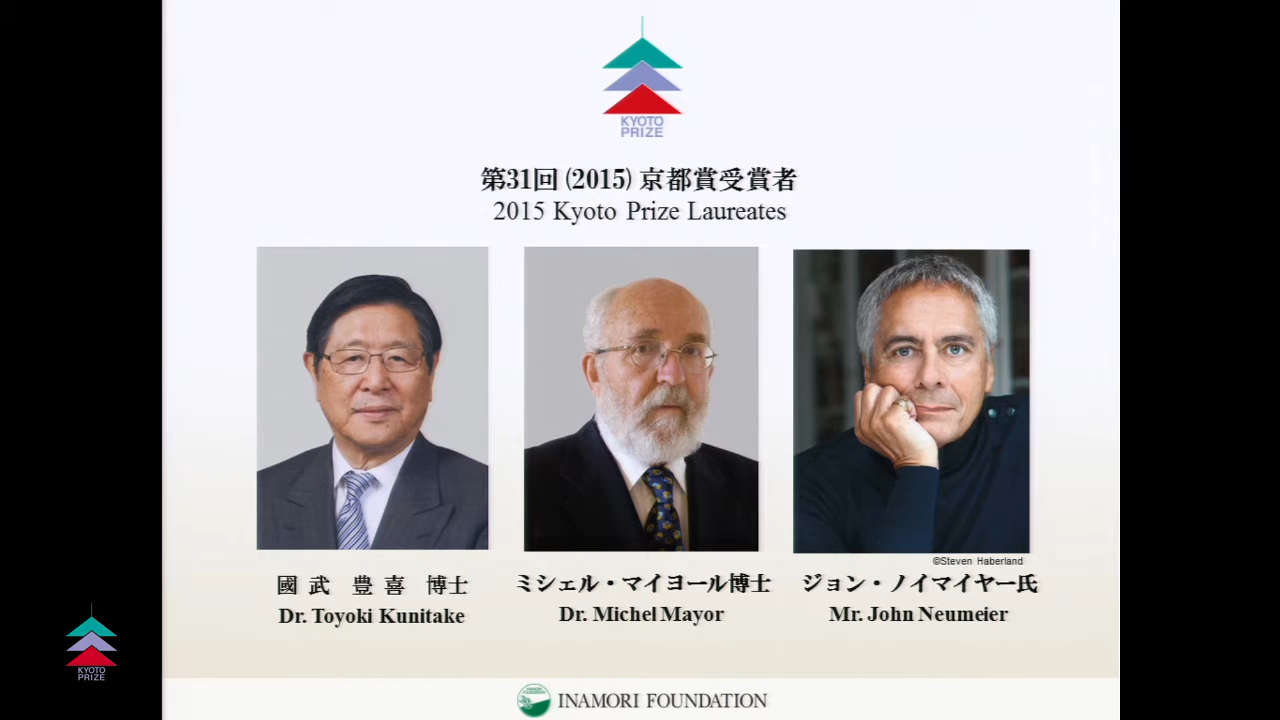 KYOTO
PRIZE
第31回 (2015) 京都賞受賞者
2015 Kyoto Prize Laureates
©Steven Haberland
國武 豊喜 博士
Dr. Toyoki Kunitake
ミシェル・マイヨール博士
Dr. Michel Mayor
ジョン・ノイマイヤー氏
Mr. John Neumeier
KYOTO
PRIZE
INAMORI FOUNDATION